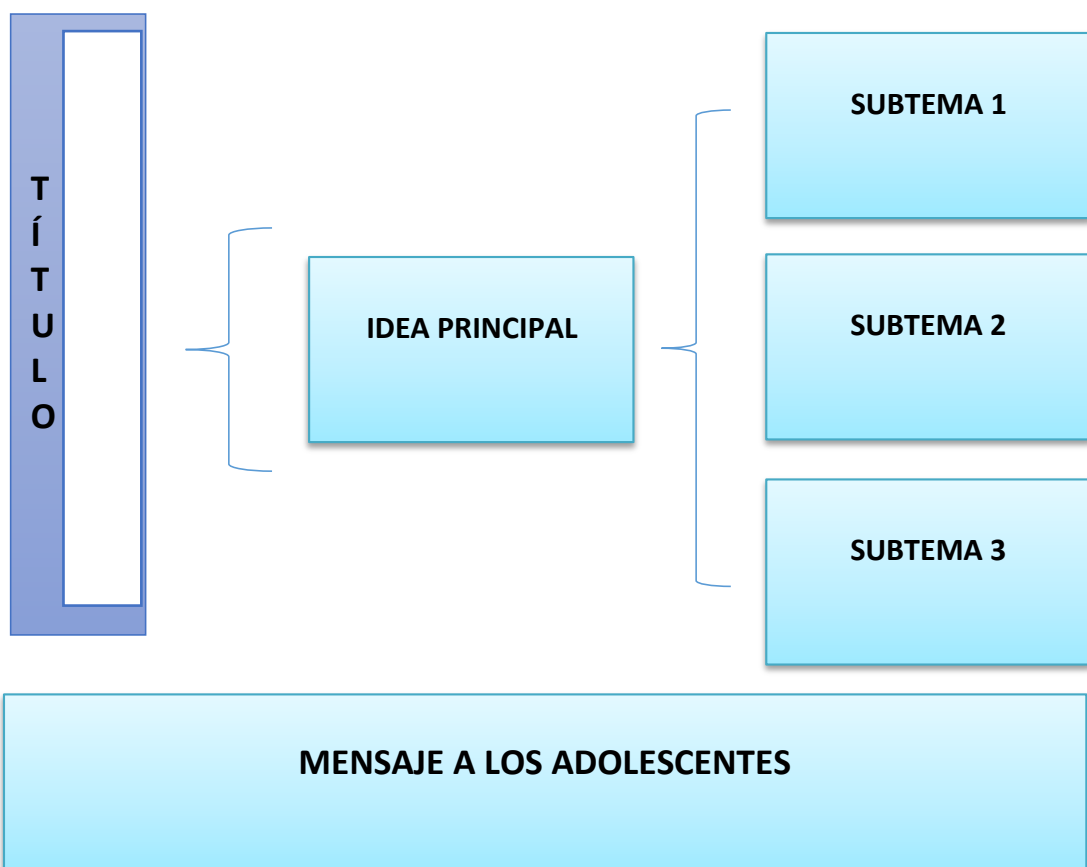 T
Í
T
U
L
O
IDEA PRINCIPAL
SUBTEMA 1
SUBTEMA 2
SUBTEMA 3
MENSAJE A LOS ADOLESCENTES